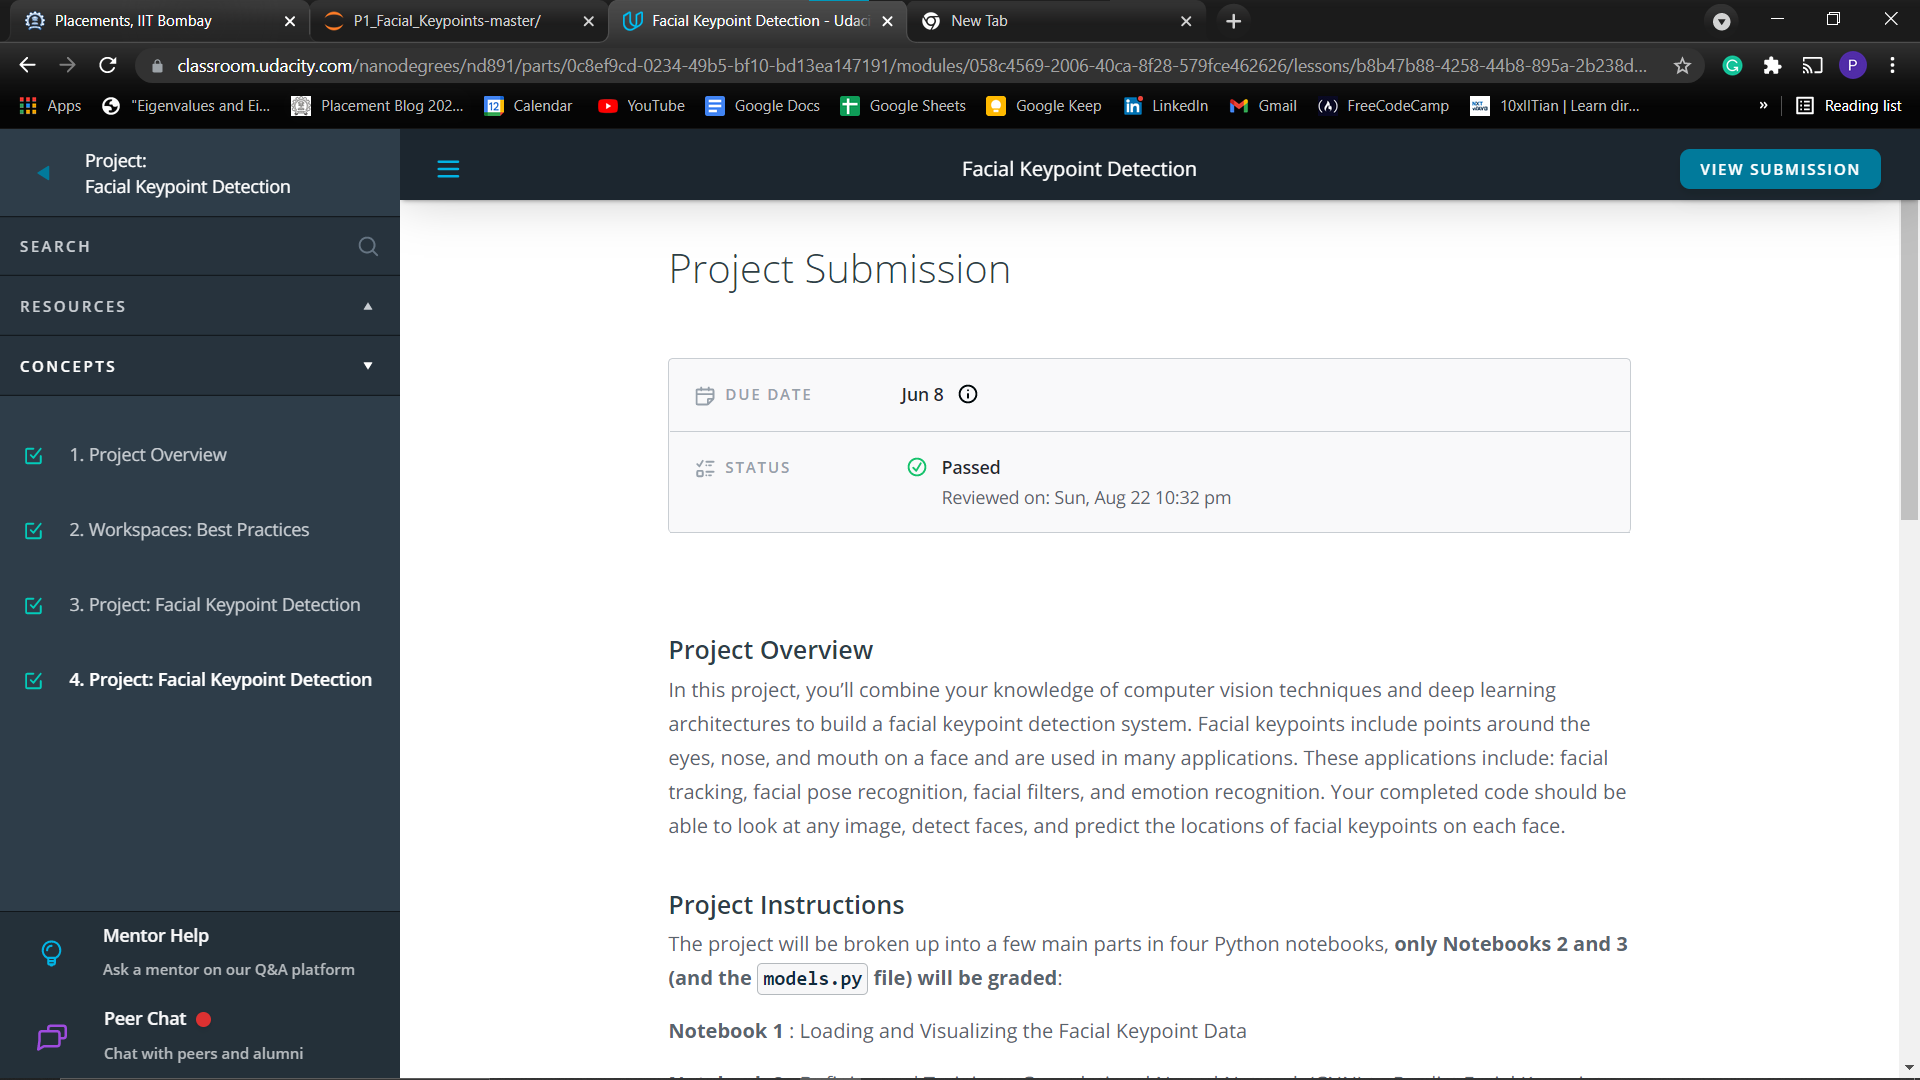 Placements, IIT Bombay
P1_Facial_Keypoints-master/
Facial Keypoint Detection - Udaci
New Tab
classroom.udacity.com/nanodegrees/nd891/parts/0c8ef9cd-0234-49b5-bf10-bd13ea147191/modules/058c4569-2006-40ca-8f28-579fce462626/lessons/b8b47b88-4258-44b8-895a-2b238d...
P
Apps
"Eigenvalues and Ei...
Placement Blog 202...
12
Calendar
YouTube
Google Docs
Google Sheets
Google Keep
LinkedIn
Gmail
FreeCodeCamp
10xIITian | Learn dir...
»
Reading list
Project:
Facial Keypoint Detection
Facial Keypoint Detection
VIEW SUBMISSION
SEARCH
RESOURCES
CONCEPTS
1. Project Overview
2. Workspaces: Best Practices
3. Project: Facial Keypoint Detection
4. Project: Facial Keypoint Detection
Mentor Help
Ask a mentor on our Q&A platform
Peer Chat
Chat with peers and alumni
Project Submission
DUE DATE
Jun 8
STATUS
Passed
Reviewed on: Sun, Aug 22 10:32 pm
Project Overview
In this project, you'll combine your knowledge of computer vision techniques and deep learning
architectures to build a facial keypoint detection system. Facial keypoints include points around the
eyes, nose, and mouth on a face and are used in many applications. These applications include: facial
tracking, facial pose recognition, facial filters, and emotion recognition. Your completed code should be
able to look at any image, detect faces, and predict the locations of facial keypoints on each face.
Project Instructions
The project will be broken up into a few main parts in four Python notebooks, only Notebooks 2 and 3
(and the models.py file) will be graded:
Notebook 1 : Loading and Visualizing the Facial Keypoint Data